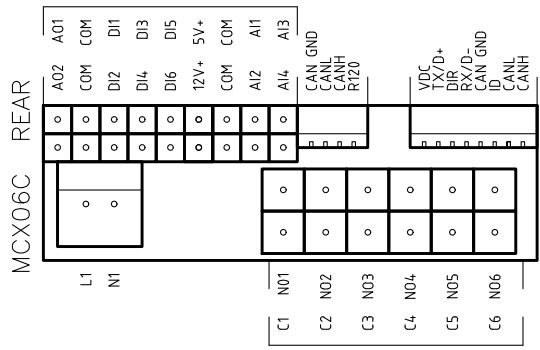 AO1 COM DI1 DI3 DI5 5V+ COM AI1 AI3
AO2 COM DI2 DI4 DI6 12V+ COM AI2 AI4
CAN GND
CANL
CANH
R120
VDC
TX/D+
DIR
RX/D-
CAN GND
ID
CANL
CANH
MCX06C REAR
L1 N1
NO1 NO2 NO3 NO4 NO5 NO6
C1 C2 C3 C4 C5 C6